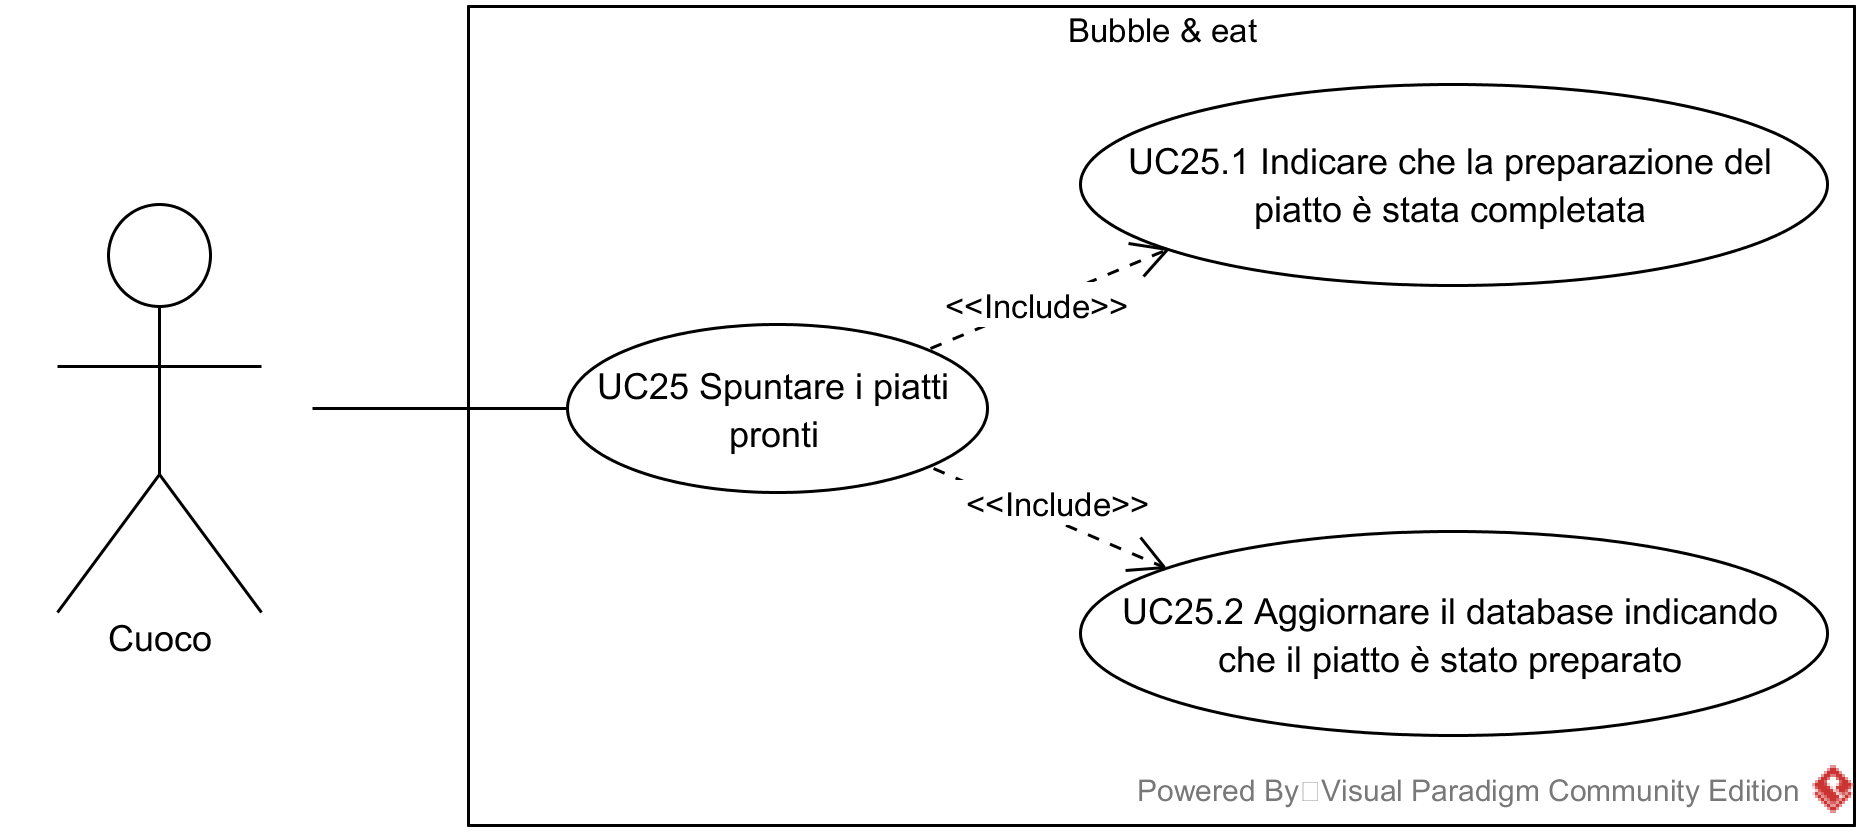 Bubble & eat
UC25.1 Indicare che la preparazione del
piatto è stata completata
<<Include>>
UC25 Spuntare i piatti
pronti
<<Include>>
UC25.2 Aggiornare il database indicando
che il piatto è stato preparato
Cuoco
Powered By Visual Paradigm Community Edition